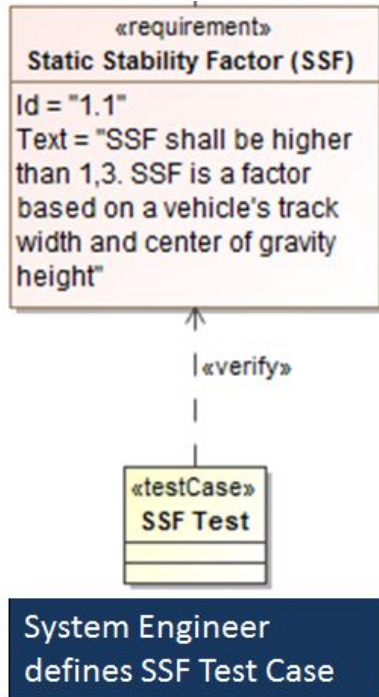 «requirement»
Static Stability Factor (SSF)
Id = "1.1"
Text = "SSF shall be higher
than 1,3. SSF is a factor
based on a vehicle's track
width and center of gravity
height"
«verify»
«testCase»
SSF Test
System Engineer
defines SSF Test Case